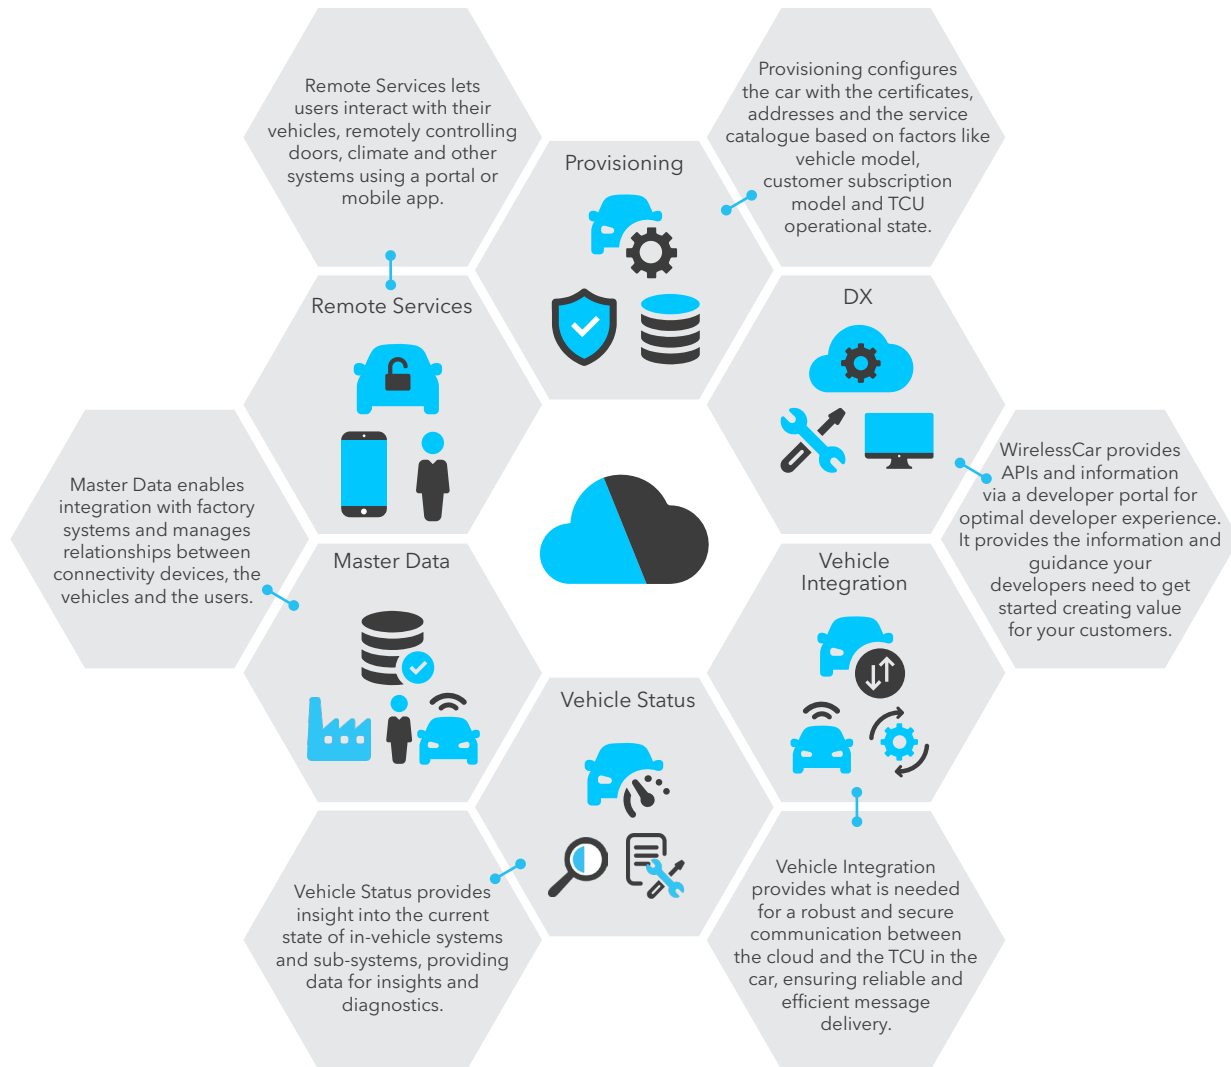 Remote Services lets
users interact with their
vehicles, remotely controlling
doors, climate and other
systems using a portal or
mobile app.
Provisioning configures
the car with the certificates,
addresses and the service
catalogue based on factors like
vehicle model,
customer subscription
model and TCU
operational state.
Provisioning
Remote Services
DX
Master Data enables
integration with factory
systems and manages
relationships between
connectivity devices, the
vehicles and the users.
WirelessCar provides
APIs and information
via a developer portal for
optimal developer experience.
It provides the information and
guidance your
developers need to get
started creating value
for your customers.
Master Data
Vehicle
Integration
Vehicle Status
Vehicle Status provides
insight into the current
state of in-vehicle systems
and sub-systems, providing
data for insights and
diagnostics.
Vehicle Integration
provides what is needed
for a robust and secure
communication between
the cloud and the TCU in the
car, ensuring reliable and
efficient message
delivery.